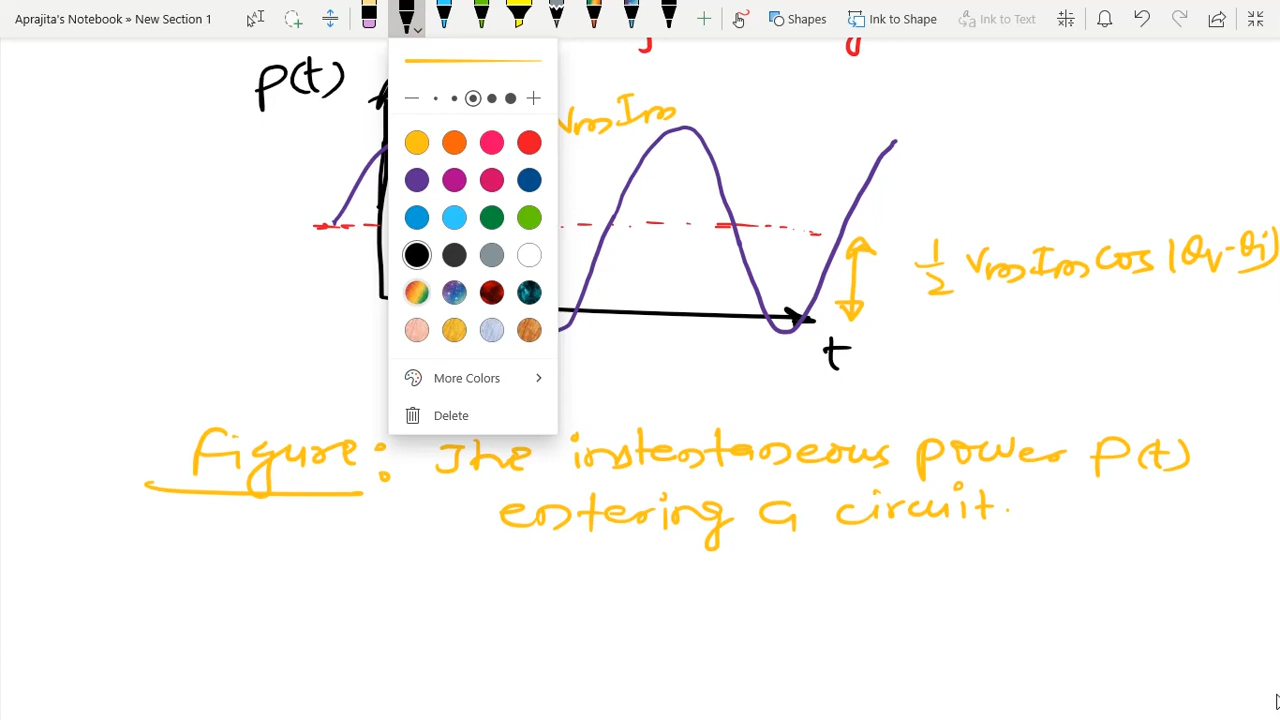 Aprajita's Notebook » New Section 1
Shapes
Ink to Shape
Ink to Text
p(t)
Vm Im
1/2 Vm Im Cos (θv-θi
t
More Colors
Delete
Figure: The instentaneous power P(t)
entering a circuit.